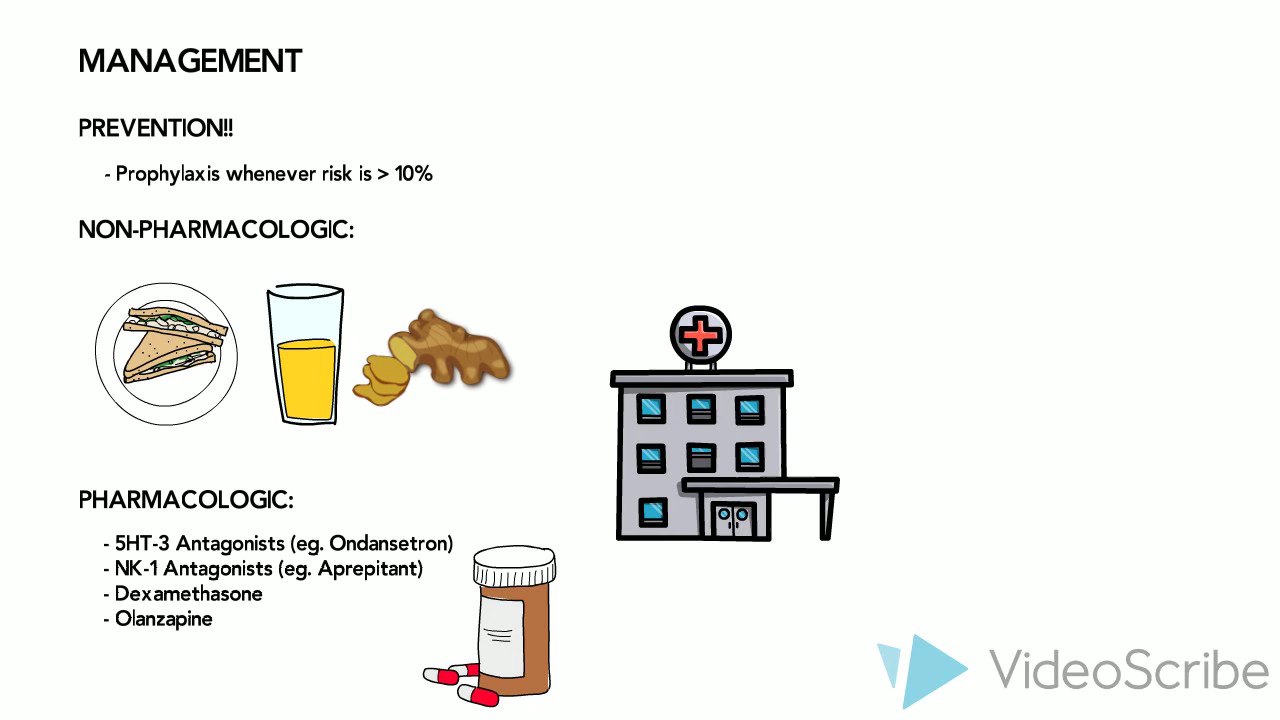 MANAGEMENT
PREVENTION!!
- Prophylaxis whenever risk is > 10%
NON-PHARMACOLOGIC:
PHARMACOLOGIC:
- 5HT-3 Antagonists (eg. Ondansetron)
- NK-1 Antagonists (eg. Aprepitant)
- Dexamethasone
- Olanzapine
VideoScribe